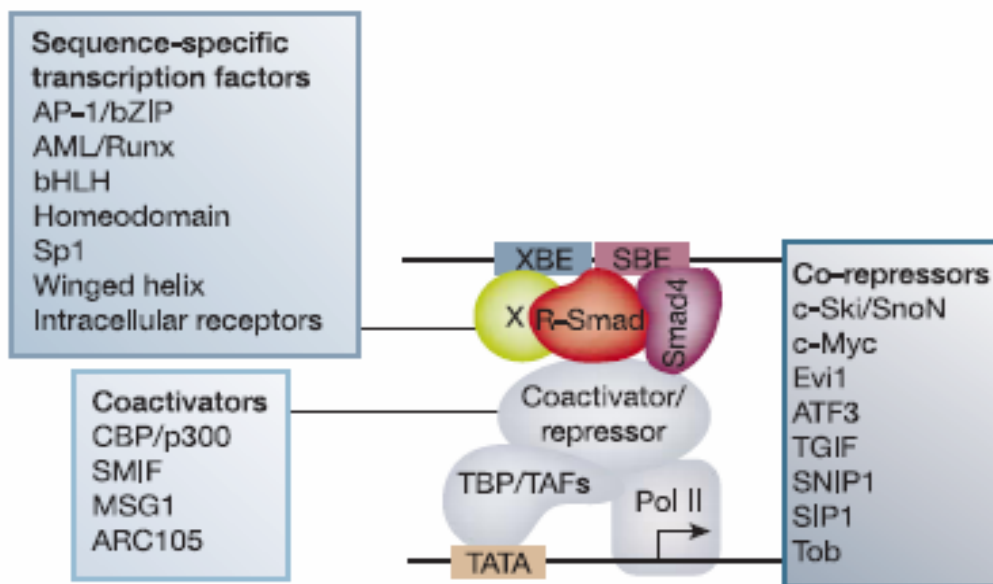 Sequence-specific
transcription factors
AP-1/bZIP
AML/Runx
bHLH
Homeodomain
Sp1
Winged helix
Intracellular receptors
Coactivators
CBP/p300
SMIF
MSG1
ARC105
XBE
SBE
X
R-Smad
Smad4
Coactivator/
repressor
TBP/TAFs
Pol II
TATA
Co-repressors
c-Ski/SnoN
c-Myc
Evi1
ATF3
TGIF
SNIP1
SIP1
Tob